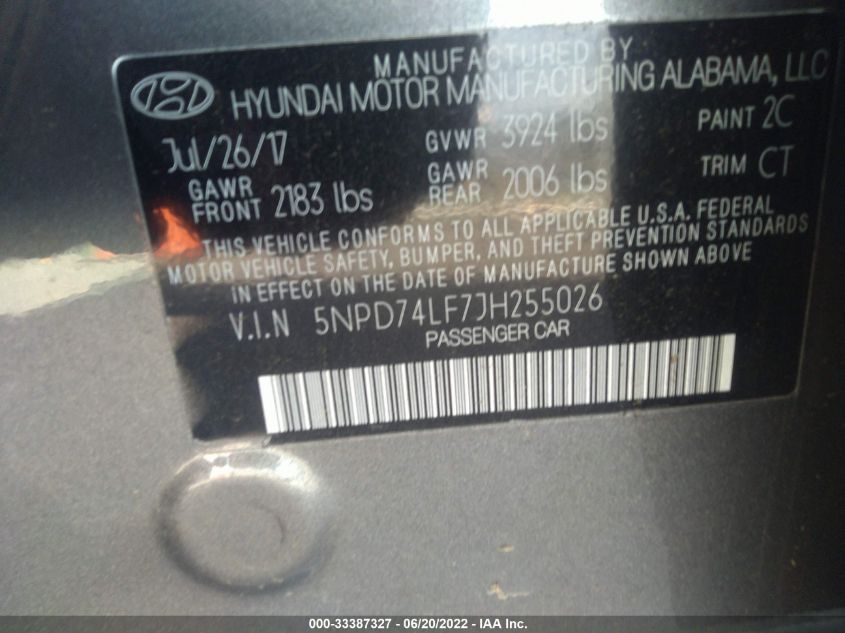 MANUFACTURED BY
HYUNDAI MOTOR MANUFACTURING ALABAMA, LLC
Jul/26/17 GVWR 3924 lbs PAINT 2C
GAWR FRONT 2183 lbs GAWR REAR 2006 lbs TRIM CT
THIS VEHICLE CONFORMS TO ALL APPLICABLE U.S.A. FEDERAL
MOTOR VEHICLE SAFETY, BUMPER, AND THEFT PREVENTION STANDARDS
IN EFFECT ON THE DATE OF MANUFACTURE SHOWN ABOVE
V.I.N 5NPD74LF7JH255026
PASSENGER CAR
000-33387327 - 06/20/2022 - IAA Inc.